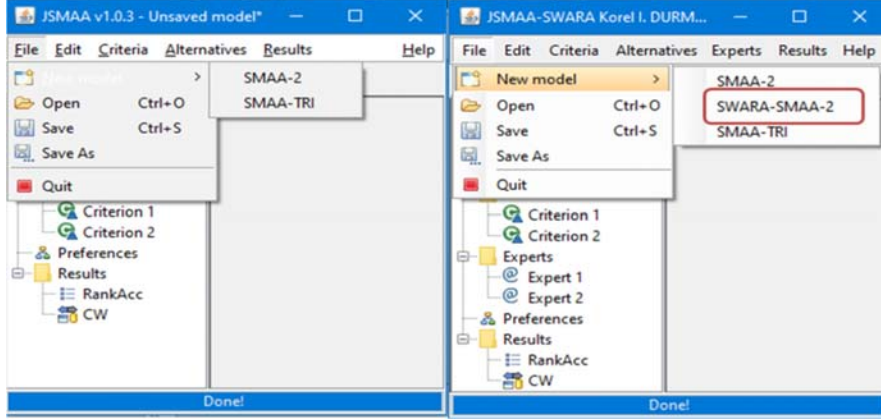 JSMAA v1.0.3 - Unsaved model*
File Edit Criteria Alternatives Results Help
New model
SMAA-2
Open Ctrl+O
SMAA-TRI
Save Ctrl+S
Save As
Quit
Criterion 1
Criterion 2
Preferences
Results
RankAcc
CW
Done!
JSMAA-SWARA Korel I. DURM...
File Edit Criteria Alternatives Experts Results Help
New model
SMAA-2
Open Ctrl+O
SWARA-SMAA-2
Save Ctrl+S
SMAA-TRI
Save As
Quit
Criterion 1
Criterion 2
Experts
Expert 1
Expert 2
Preferences
Results
RankAcc
CW
Done!